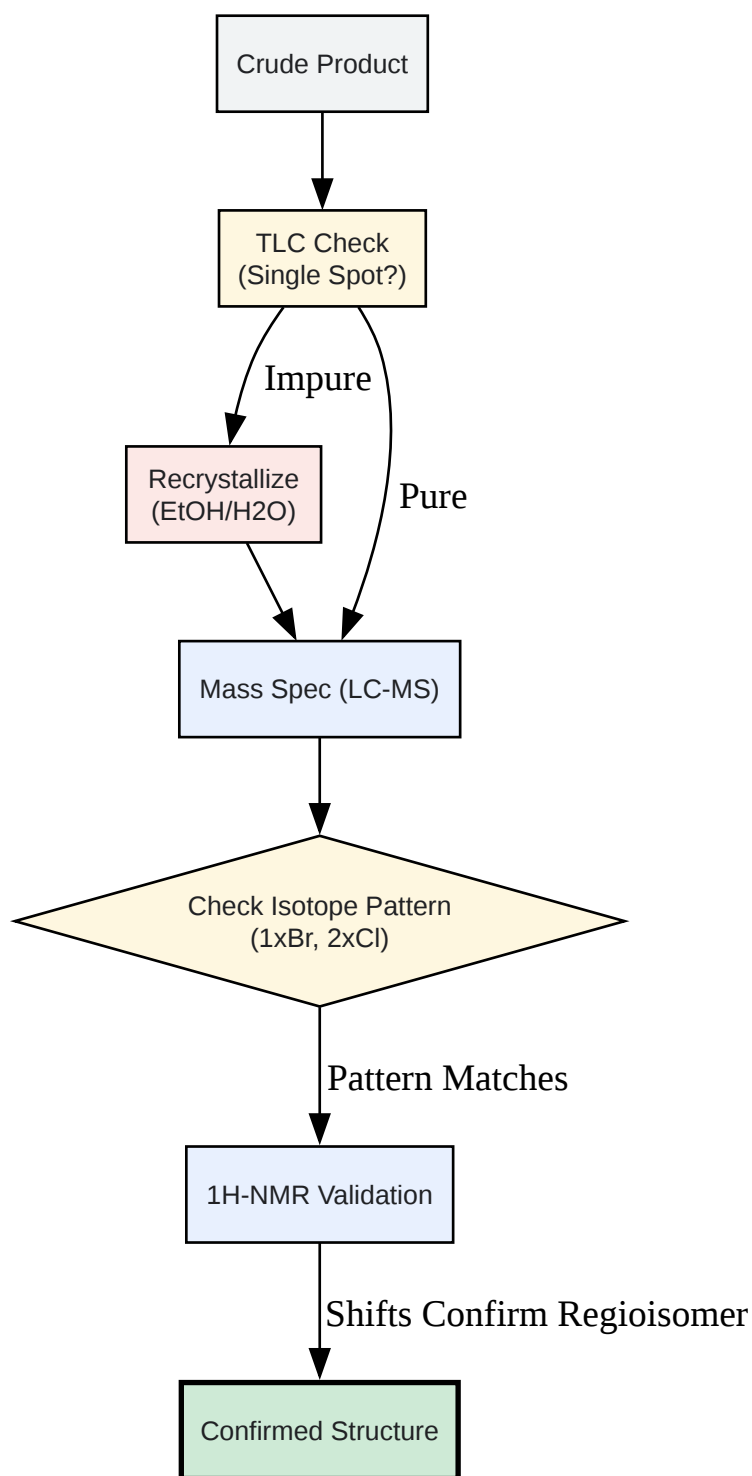 Crude Product
TLC Check
(Single Spot?)
Impure
Recrystallize
(EtOH/H2O)
Pure
Mass Spec (LC-MS)
Check Isotope Pattern
(1xBr, 2xCl)
Pattern Matches
1H-NMR Validation
Shifts Confirm Regioisomer
Confirmed Structure